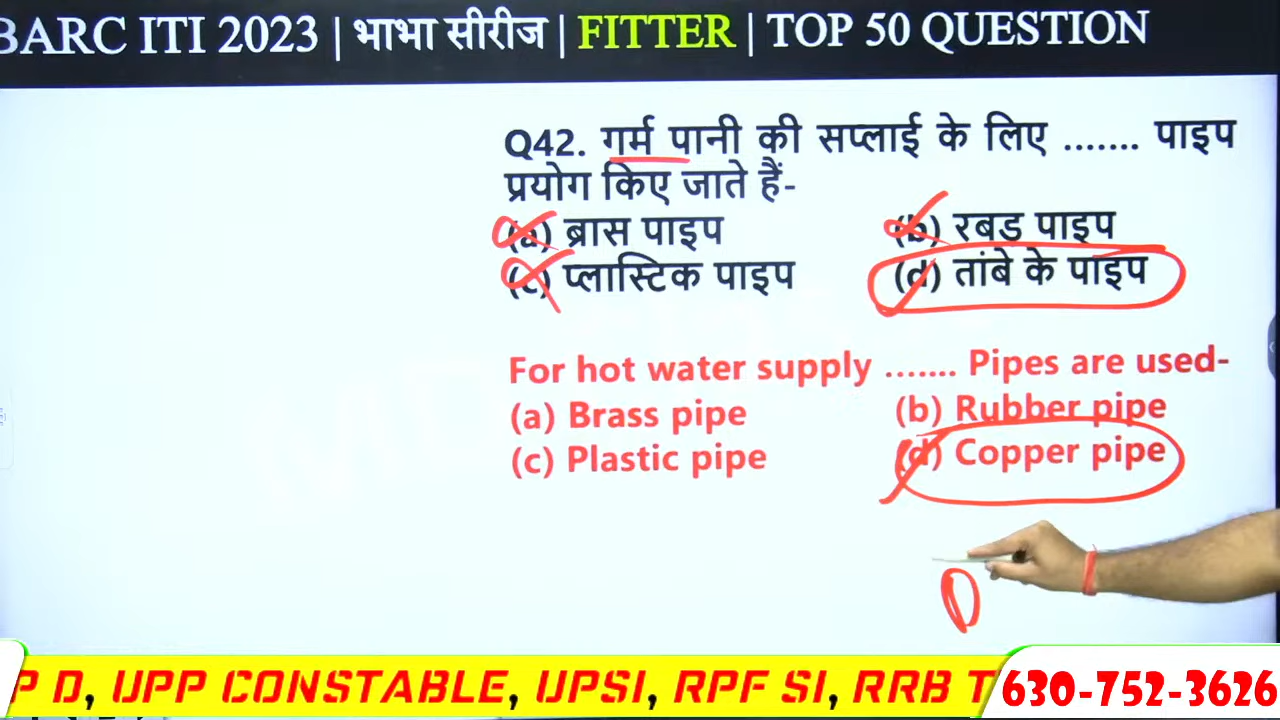 BARC ITI 2023 | भाभा सीरीज | FITTER | TOP 50 QUESTION
Q42. गर्म पानी की सप्लाई के लिए ....... पाइप
प्रयोग किए जाते हैं-
(a) ब्रास पाइप (b) रबड पाइप
(c) प्लास्टिक पाइप (d) तांबे के पाइप
For hot water supply ....... Pipes are used-
(a) Brass pipe (b) Rubber pipe
(c) Plastic pipe (d) Copper pipe
D
P D, UPP CONSTABLE, UPSI, RPF SI, RRB T
630-752-3626